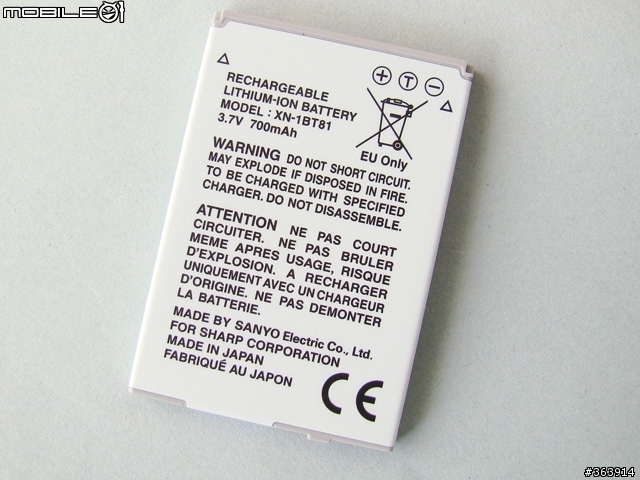 MOBILE01
RECHARGEABLE
LITHIUM-ION BATTERY
MODEL : XN-1BT81
3.7V 700mAh
+ T −
EU Only
WARNING DO NOT SHORT CIRCUIT.
MAY EXPLODE IF DISPOSED IN FIRE.
TO BE CHARGED WITH SPECIFIED
CHARGER. DO NOT DISASSEMBLE.
ATTENTION NE PAS COURT
CIRCUITER. NE PAS BRULER
MEME APRES USAGE, RISQUE
D'EXPLOSION. A RECHARGER
UNIQUEMENT AVEC UN CHARGEUR
D'ORIGINE. NE PAS DEMONTER
LA BATTERIE.
MADE BY SANYO Electric Co., Ltd.
FOR SHARP CORPORATION
MADE IN JAPAN
FABRIQUÉ AU JAPON
CE
#363914